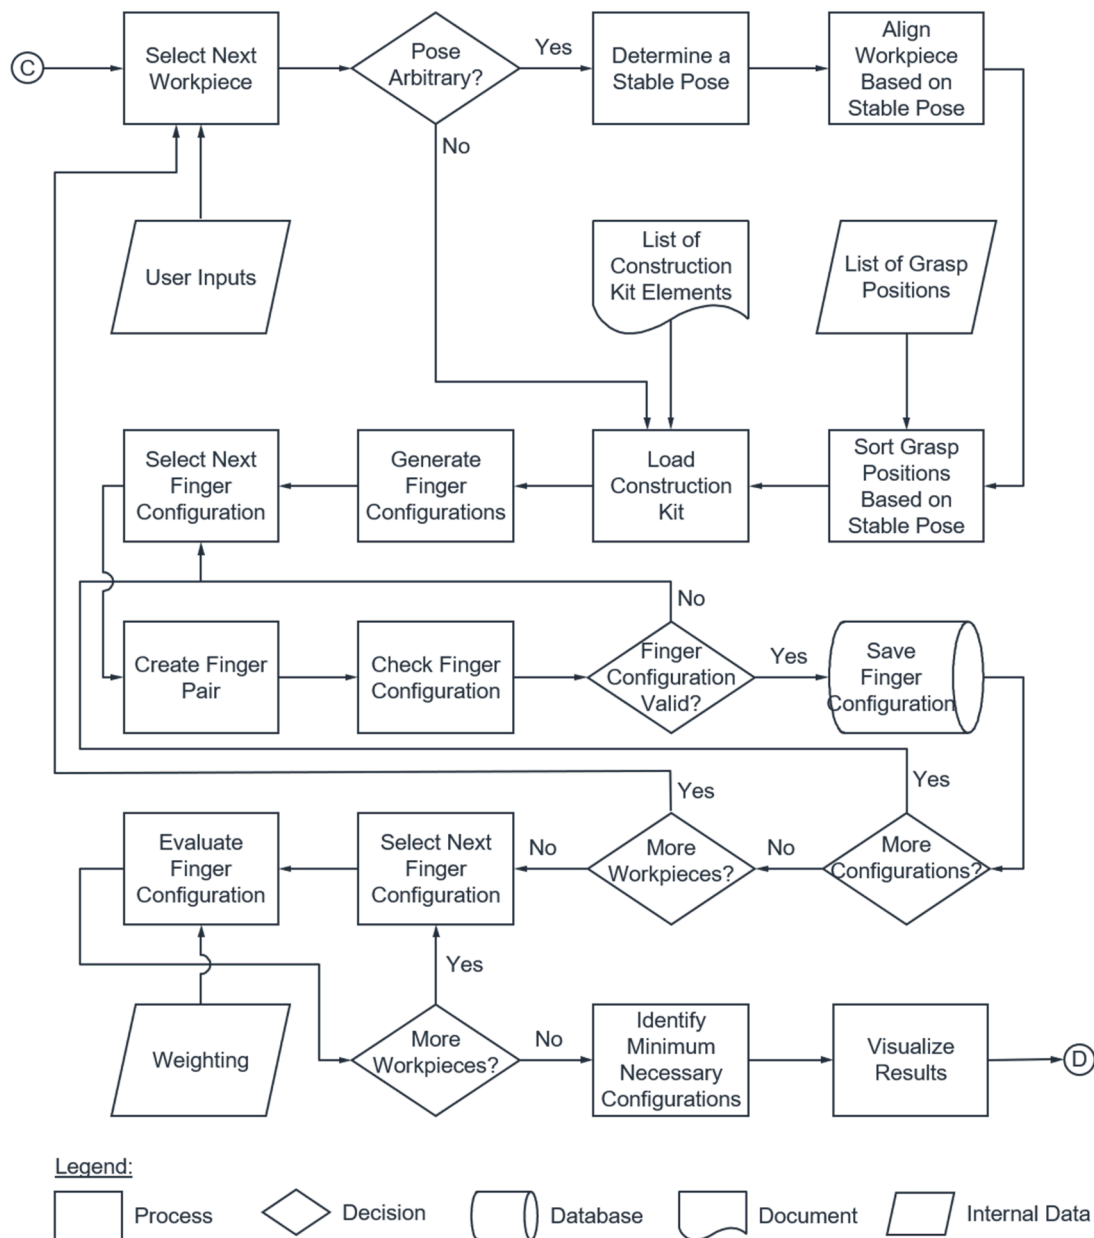 C
Select Next
Workpiece
Pose
Arbitrary?
Yes
Determine a
Stable Pose
Align
Workpiece
Based on
Stable Pose
No
User Inputs
List of
Construction
Kit Elements
List of Grasp
Positions
Select Next
Finger
Configuration
Generate
Finger
Configurations
Load
Construction
Kit
Sort Grasp
Positions
Based on
Stable Pose
No
Create Finger
Pair
Check Finger
Configuration
Finger
Configuration
Valid?
Yes
Save
Finger
Configuration
Yes
Yes
Evaluate
Finger
Configuration
Select Next
Finger
Configuration
No
More
Workpieces?
No
More
Configurations?
Yes
Weighting
More
Workpieces?
No
Identify
Minimum
Necessary
Configurations
Visualize
Results
D
Legend:
Process
Decision
Database
Document
Internal Data